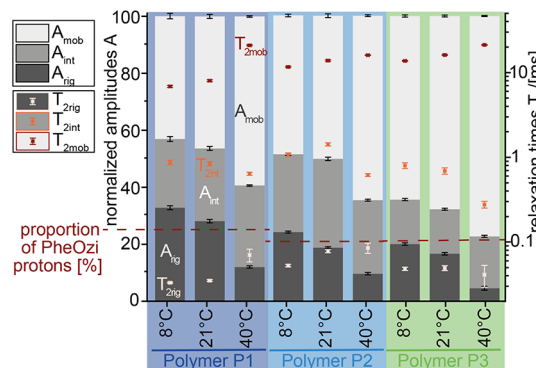 A_mob
A_int
A_rig
T_2rig
T_2int
T_2mob
proportion
of PheOzi
protons [%]
normalized amplitudes A
100
80
60
40
20
0
T_2mob
A_mob
T_2int
A_int
A_rig
T_2rig
10
1
0.1
relaxation times T_2/[ms]
8°C
21°C
40°C
8°C
21°C
40°C
8°C
21°C
40°C
Polymer P1
Polymer P2
Polymer P3